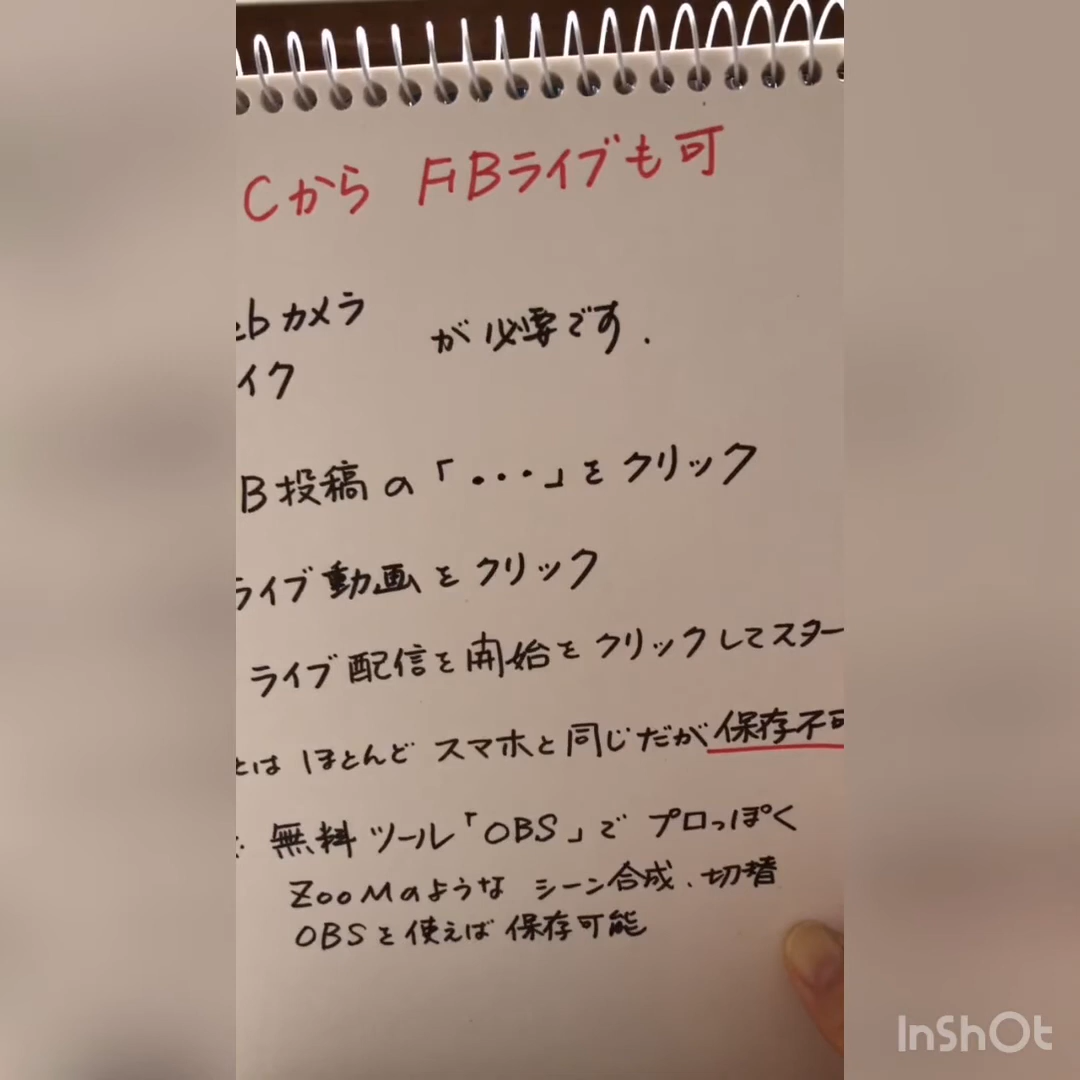 Cから FBライブも可
ebカメラ
が必要です.
イク
B投稿の「・・・」をクリック
ライブ動画をクリック
ライブ配信を開始をクリックしてスター
とは ほとんど スマホと同じだが保存不可
※ 無料ツール「OBS」で プロっぽく
ZooMのような シーン合成、切替
OBSを使えば 保存可能
InShOt